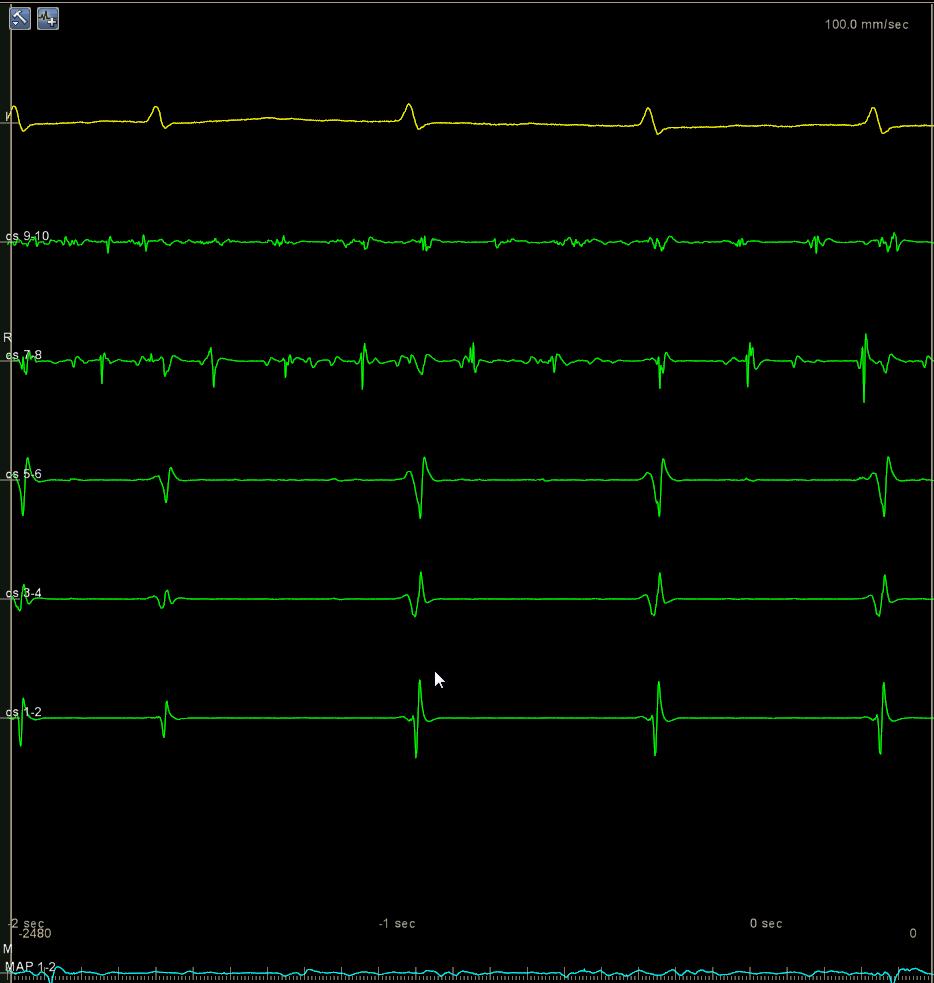 100.0 mm/sec
cs 9-10
R
cs 7-8
cs 5-6
cs 3-4
cs 1-2
-2 sec
-1 sec
0 sec
-2480
0
M
MAP 1-2